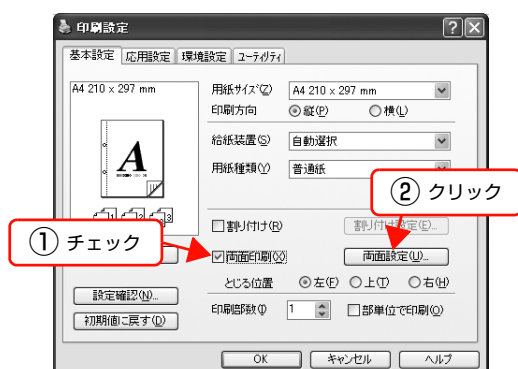 印刷設定
基本設定 応用設定 環境設定 ユーティリティ
A4 210 × 297 mm
用紙サイズ(Z) A4 210 × 297 mm
印刷方向 縦(P) 横(L)
給紙装置(S) 自動選択
用紙種類(Y) 普通紙
A
② クリック
1 2 3
割り付け(R) 割り付け設定(E)...
① チェック
両面印刷(X) 両面設定(U)...
とじる位置 左(F) 上(T) 右(H)
設定確認(N)...
印刷部数(I) 1 部単位で印刷(O)
初期値に戻す(D)
OK キャンセル ヘルプ